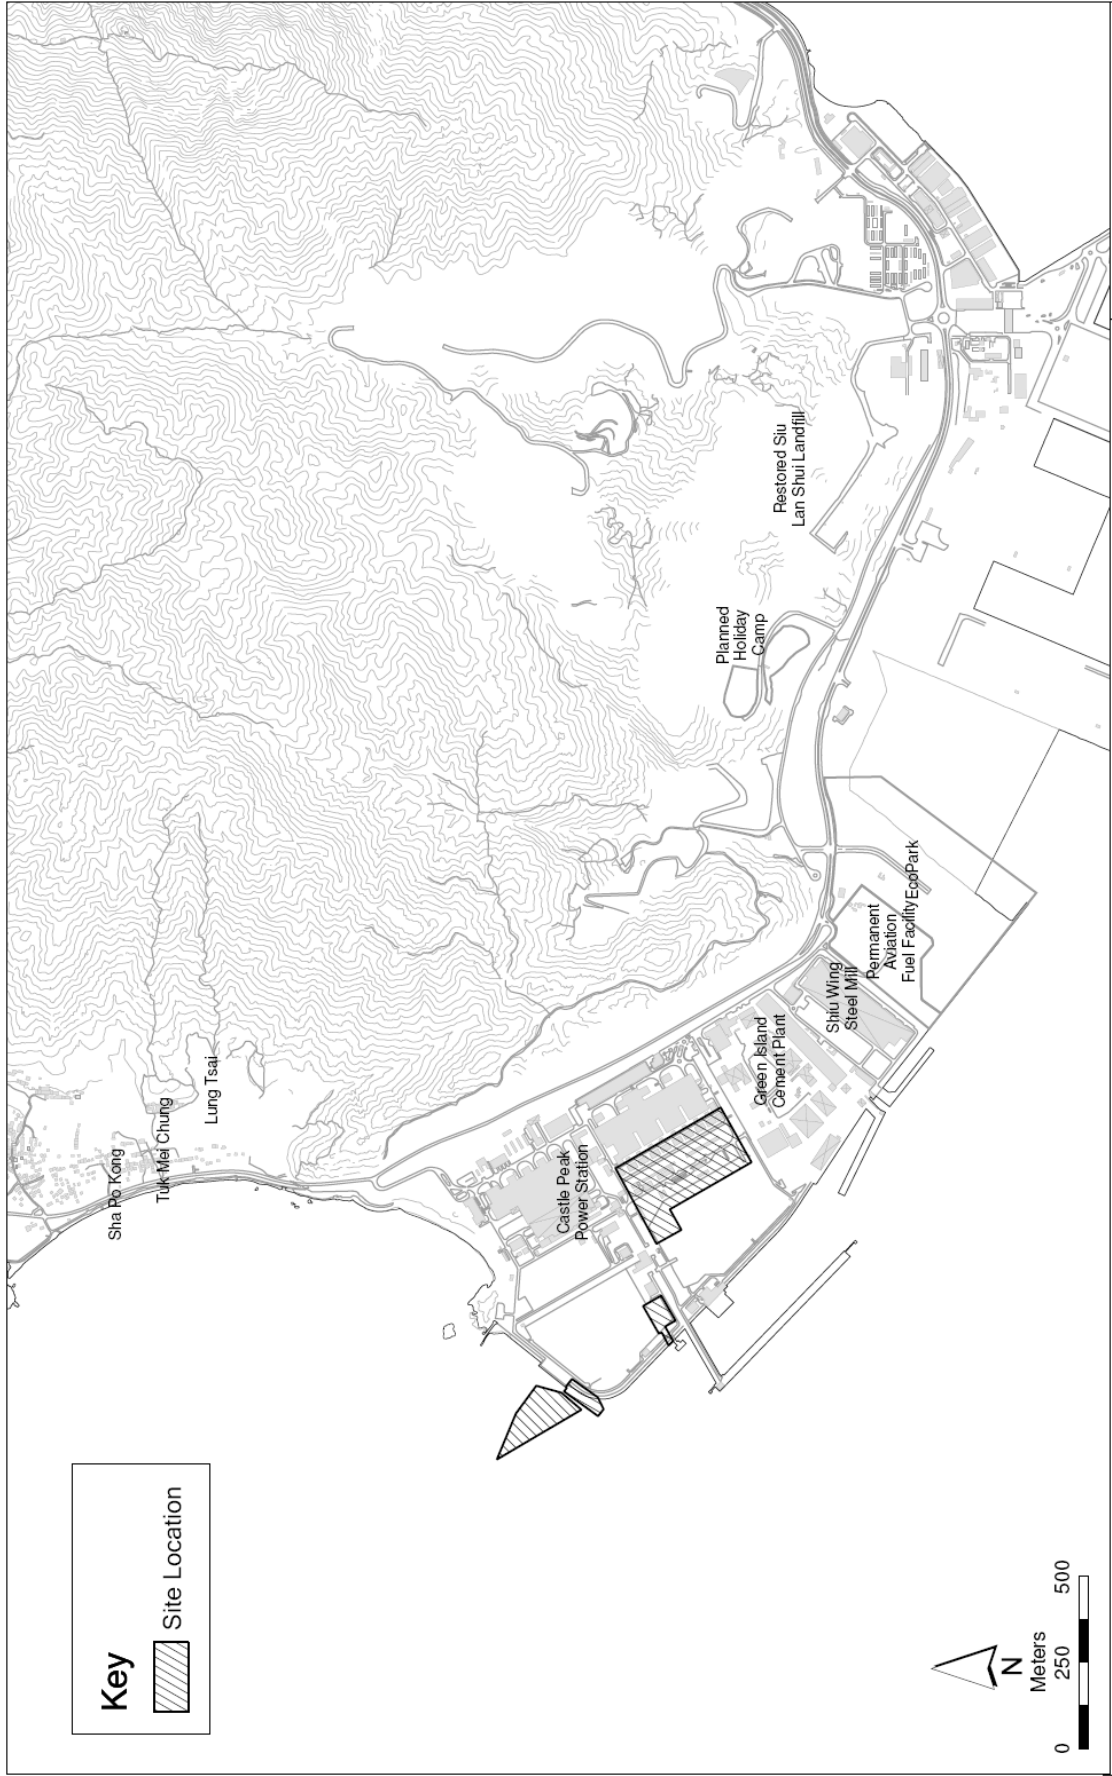 Key
Site Location
Sha Po Kong
Tuk Mei Chung
Lung Tsai
Castle Peak
Power Station
Green Island
Cement Plant
Shiu Wing
Steel Mill
Permanent
Aviation
Fuel Facility
EcoPark
Planned
Holiday
Camp
Restored Siu
Lan Shui Landfill
N
Meters
0
250
500